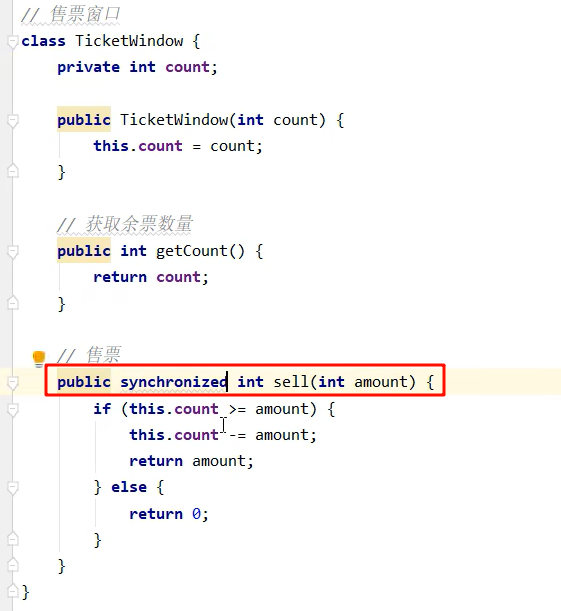 // 售票窗口
class TicketWindow {
private int count;
public TicketWindow(int count) {
this.count = count;
}
// 获取余票数量
public int getCount() {
return count;
}
// 售票
public synchronized int sell(int amount) {
if (this.count >= amount) {
this.count -= amount;
return amount;
} else {
return 0;
}
}
}